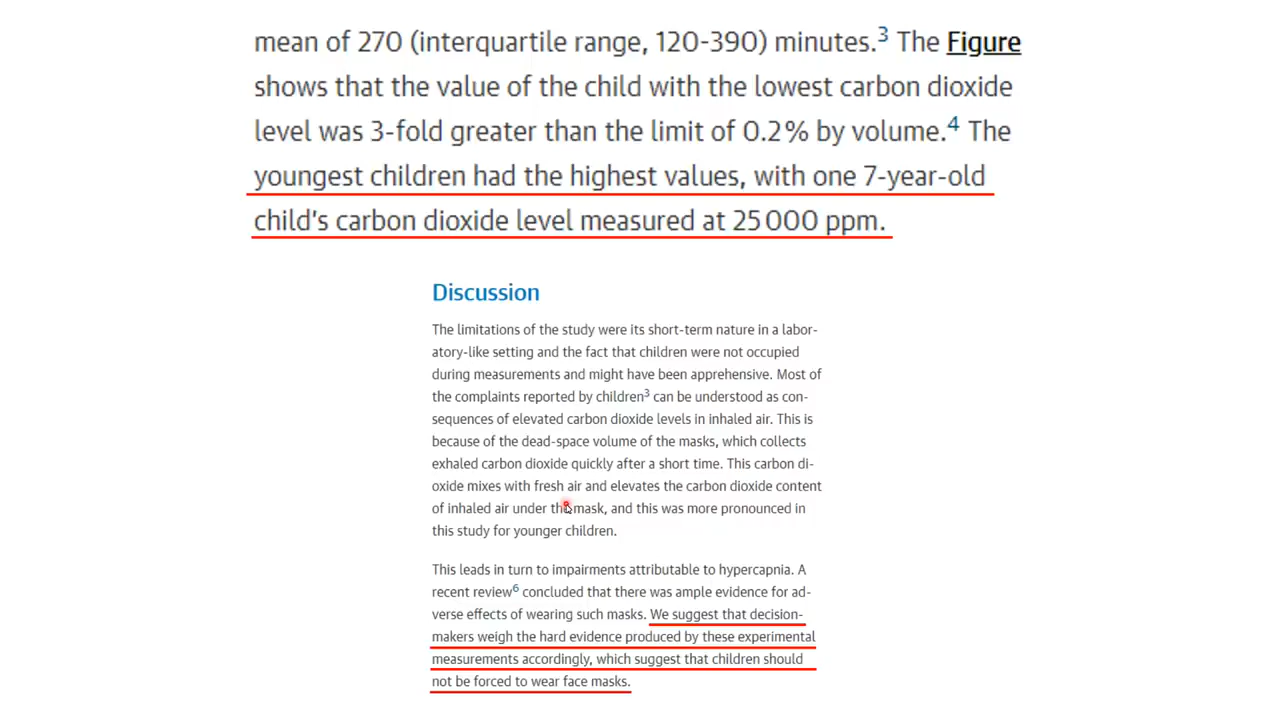 mean of 270 (interquartile range, 120-390) minutes.3 The Figure
shows that the value of the child with the lowest carbon dioxide
level was 3-fold greater than the limit of 0.2% by volume.4 The
youngest children had the highest values, with one 7-year-old
child's carbon dioxide level measured at 25 000 ppm.
Discussion
The limitations of the study were its short-term nature in a labor-
atory-like setting and the fact that children were not occupied
during measurements and might have been apprehensive. Most of
the complaints reported by children3 can be understood as con-
sequences of elevated carbon dioxide levels in inhaled air. This is
because of the dead-space volume of the masks, which collects
exhaled carbon dioxide quickly after a short time. This carbon di-
oxide mixes with fresh air and elevates the carbon dioxide content
of inhaled air under the mask, and this was more pronounced in
this study for younger children.
This leads in turn to impairments attributable to hypercapnia. A
recent review6 concluded that there was ample evidence for ad-
verse effects of wearing such masks. We suggest that decision-
makers weigh the hard evidence produced by these experimental
measurements accordingly, which suggest that children should
not be forced to wear face masks.